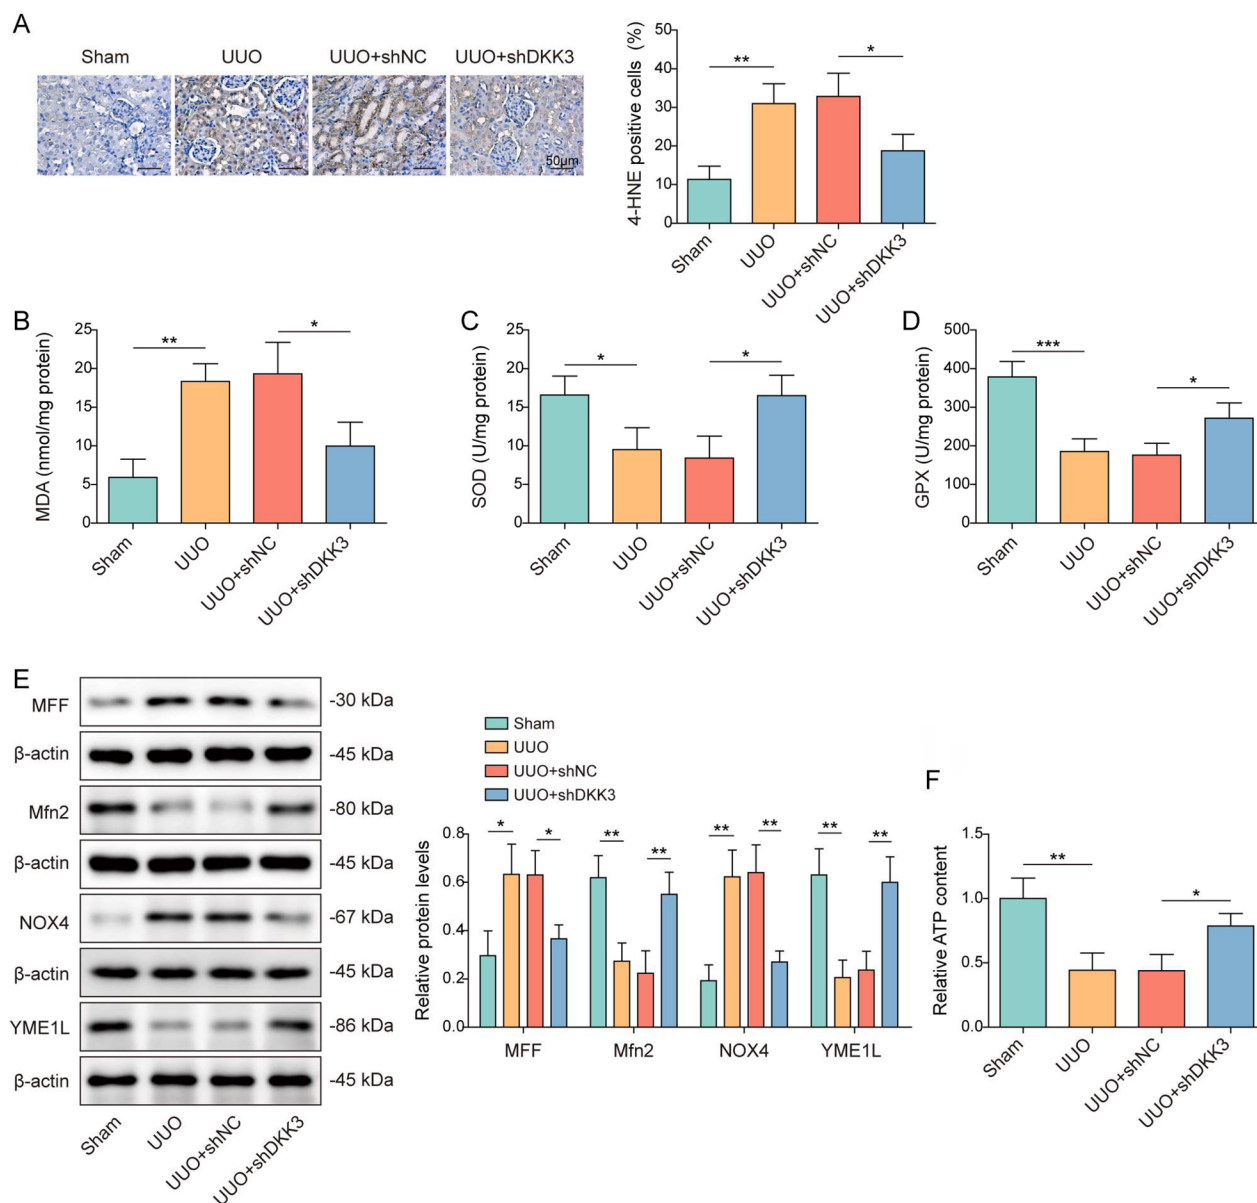 A
Sham
UUO
UUO+shNC
UUO+shDKK3
50μm
4-HNE positive cells (%)
50
40
30
20
10
0
**
*
Sham
UUO
UUO+shNC
UUO+shDKK3
B
MDA (nmol/mg protein)
25
20
15
10
5
0
**
*
Sham
UUO
UUO+shNC
UUO+shDKK3
C
SOD (U/mg protein)
25
20
15
10
5
0
*
*
Sham
UUO
UUO+shNC
UUO+shDKK3
D
GPX (U/mg protein)
500
400
300
200
100
0
***
*
Sham
UUO
UUO+shNC
UUO+shDKK3
E
MFF
-30 kDa
β-actin
-45 kDa
Mfn2
-80 kDa
β-actin
-45 kDa
NOX4
-67 kDa
β-actin
-45 kDa
YME1L
-86 kDa
β-actin
-45 kDa
Sham
UUO
UUO+shNC
UUO+shDKK3
Sham
UUO
UUO+shNC
UUO+shDKK3
Relative protein levels
0.8
0.6
0.4
0.2
0.0
*
*
**
**
**
**
**
**
MFF
Mfn2
NOX4
YME1L
F
Relative ATP content
1.5
1.0
0.5
0.0
**
*
Sham
UUO
UUO+shNC
UUO+shDKK3